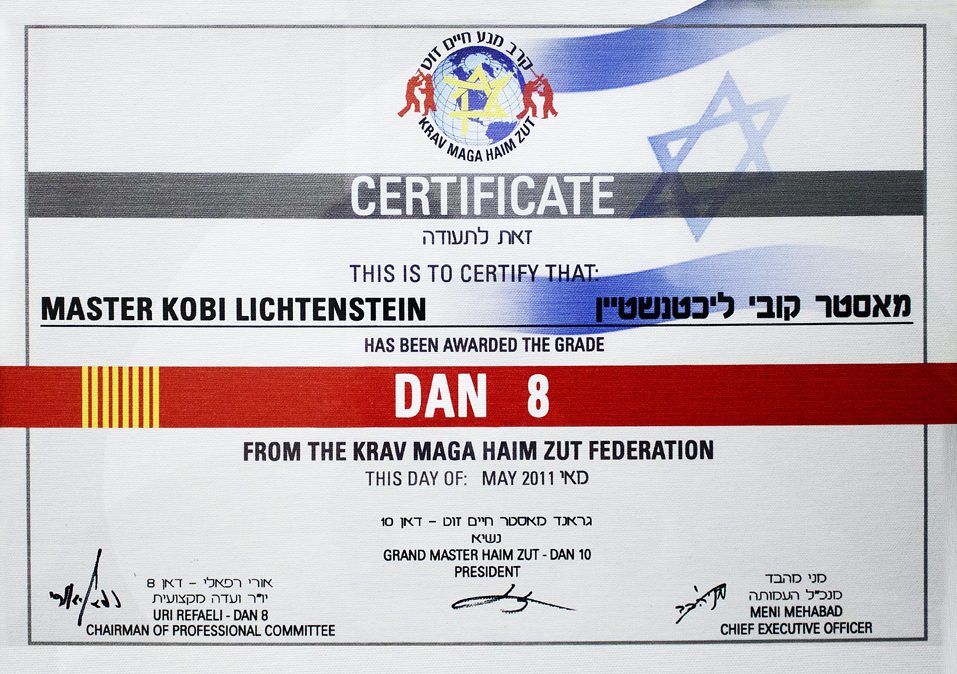 קרב מגע חיים זוט
KRAV MAGA HAIM ZUT
CERTIFICATE
זאת לתעודה
THIS IS TO CERTIFY THAT:
MASTER KOBI LICHTENSTEIN מאסטר קובי ליכטנשטיין
HAS BEEN AWARDED THE GRADE
DAN 8
FROM THE KRAV MAGA HAIM ZUT FEDERATION
THIS DAY OF: MAY 2011 מאי
גראנד מאסטר חיים זוט - דאן 10
נשיא
GRAND MASTER HAIM ZUT - DAN 10
PRESIDENT
אורי רפאלי - דאן 8
יו"ר ועדה מקצועית
URI REFAELI - DAN 8
CHAIRMAN OF PROFESSIONAL COMMITTEE
מני מהבד
מנכ"ל העמותה
MENI MEHABAD
CHIEF EXECUTIVE OFFICER